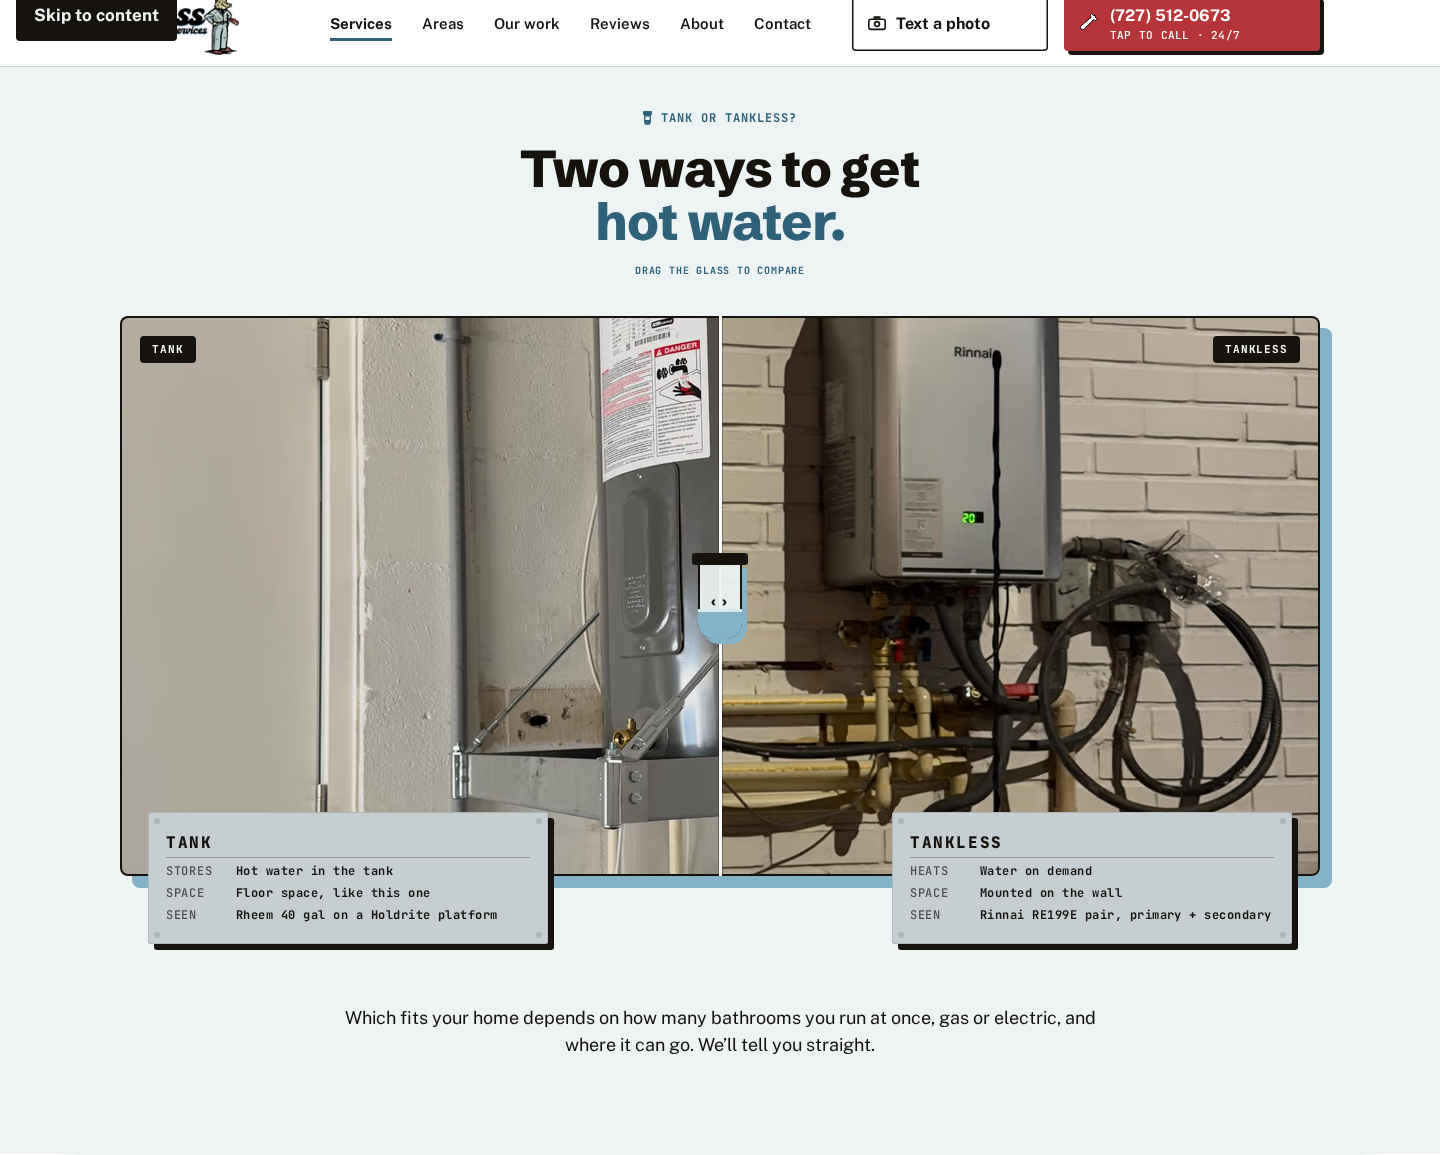 Skip to content
SS
ervices
Services
Areas
Our work
Reviews
About
Contact
Text a photo
(727) 512-0673
TAP TO CALL · 24/7
TANK OR TANKLESS?
Two ways to get
hot water.
DRAG THE GLASS TO COMPARE
TANK
TANKLESS
DANGER
Rinnai
20
‹ ›
TANK
STORES Hot water in the tank
SPACE Floor space, like this one
SEEN Rheem 40 gal on a Holdrite platform
TANKLESS
HEATS Water on demand
SPACE Mounted on the wall
SEEN Rinnai RE199E pair, primary + secondary
Which fits your home depends on how many bathrooms you run at once, gas or electric, and
where it can go. We’ll tell you straight.